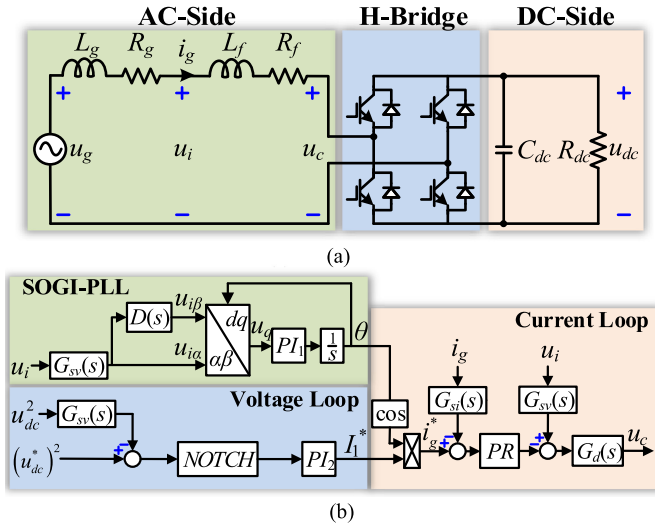 AC-Side H-Bridge DC-Side
L_g R_g i_g L_f R_f
+ + + +
u_g u_i u_c C_dc R_dc u_dc
− − − −
(a)
SOGI-PLL
D(s) u_iβ dq u_q PI_1 1/s θ
u_i G_sv(s) u_iα αβ
Current Loop
i_g u_i
Voltage Loop
u_dc^2 G_sv(s) cos G_si(s) G_sv(s)
(u_dc^*)^2 + − NOTCH PI_2 I_1^* i_g^* + − PR + − G_d(s) u_c
(b)